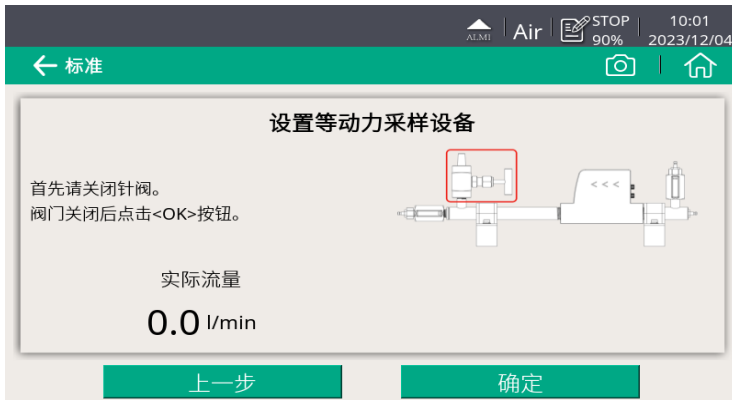 ALM1 Air STOP 10:01
90% 2023/12/04
标准
设置等动力采样设备
首先请关闭针阀。
阀门关闭后点击<OK>按钮。
<<<
实际流量
0.0 l/min
上一步 确定